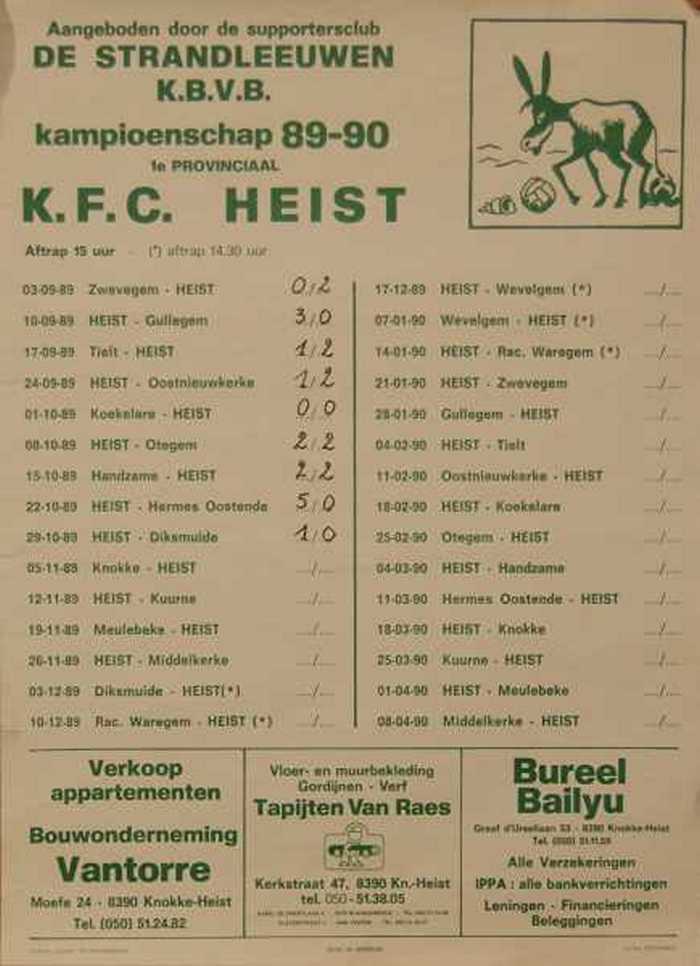 Aangeboden door de supportersclub
DE STRANDLEEUWEN
K.B.V.B.
kampioenschap 89-90
1e PROVINCIAAL
K.F.C. HEIST
Aftrap 15 uur - (*) aftrap 14.30 uur
03-09-89 Zwevegem - HEIST 0/2
10-09-89 HEIST - Gullegem 3/0
17-09-89 Tielt - HEIST 1/2
24-09-89 HEIST - Oostnieuwkerke 1/2
01-10-89 Koekelare - HEIST 0/0
08-10-89 HEIST - Otegem 2/2
15-10-89 Handzame - HEIST 2/2
22-10-89 HEIST - Hermes Oostende 5/0
29-10-89 HEIST - Diksmuide 1/0
05-11-89 Knokke - HEIST .../...
12-11-89 HEIST - Kuurne .../...
19-11-89 Meulebeke - HEIST .../...
26-11-89 HEIST - Middelkerke .../...
03-12-89 Diksmuide - HEIST(*) .../...
10-12-89 Rac. Waregem - HEIST (*) .../...
17-12-89 HEIST - Wevelgem (*) .../...
07-01-90 Wevelgem - HEIST (*) .../...
14-01-90 HEIST - Rac. Waregem (*) .../...
21-01-90 HEIST - Zwevegem .../...
28-01-90 Gullegem - HEIST .../...
04-02-90 HEIST - Tielt .../...
11-02-90 Oostnieuwkerke - HEIST .../...
18-02-90 HEIST - Koekelare .../...
25-02-90 Otegem - HEIST .../...
04-03-90 HEIST - Handzame .../...
11-03-90 Hermes Oostende - HEIST .../...
18-03-90 HEIST - Knokke .../...
25-03-90 Kuurne - HEIST .../...
01-04-90 HEIST - Meulebeke .../...
08-04-90 Middelkerke - HEIST .../...
Verkoop
appartementen
Bouwonderneming
Vantorre
Moefe 24 - 8390 Knokke-Heist
Tel. (050) 51.24.82
Vloer- en muurbekleding
Gordijnen - Verf
Tapijten Van Raes
Kerkstraat 47, 8390 Kn.-Heist
tel. 050-51.38.05
Bureel
Bailyu
Graaf d'Ursellaan 53 - 8390 Knokke-Heist
Tel. (050)
Alle Verzekeringen
IPPA : alle bankverrichtingen
Leningen - Financieringen
Beleggingen